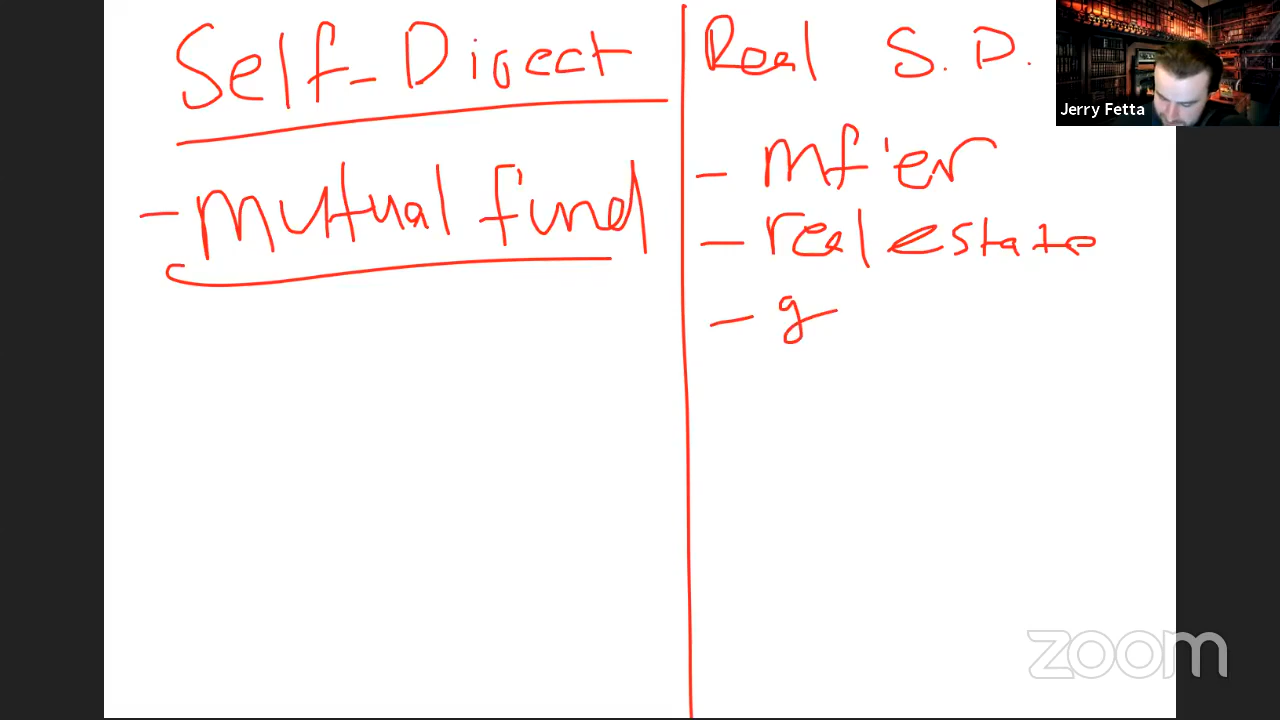 Self-Direct
- mutual fund
Real S.D.
- mf'er
- real estate
- g
Jerry Fetta
zoom